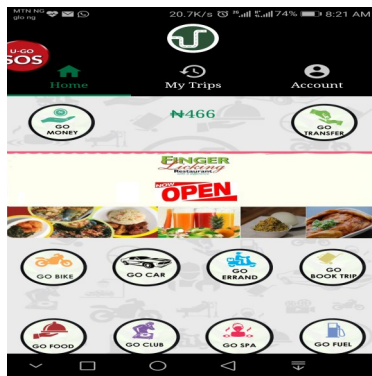 MTN NG
glo ng
20.7K/s
74%
8:21 AM
U-GO
SOS
Home
My Trips
Account
GO
MONEY
₦466
GO
TRANSFER
FINGER
Licking
Restaurant
NOW
OPEN
GO BIKE
GO CAR
GO
ERRAND
GO
BOOK TRIP
GO FOOD
GO CLUB
GO SPA
GO FUEL